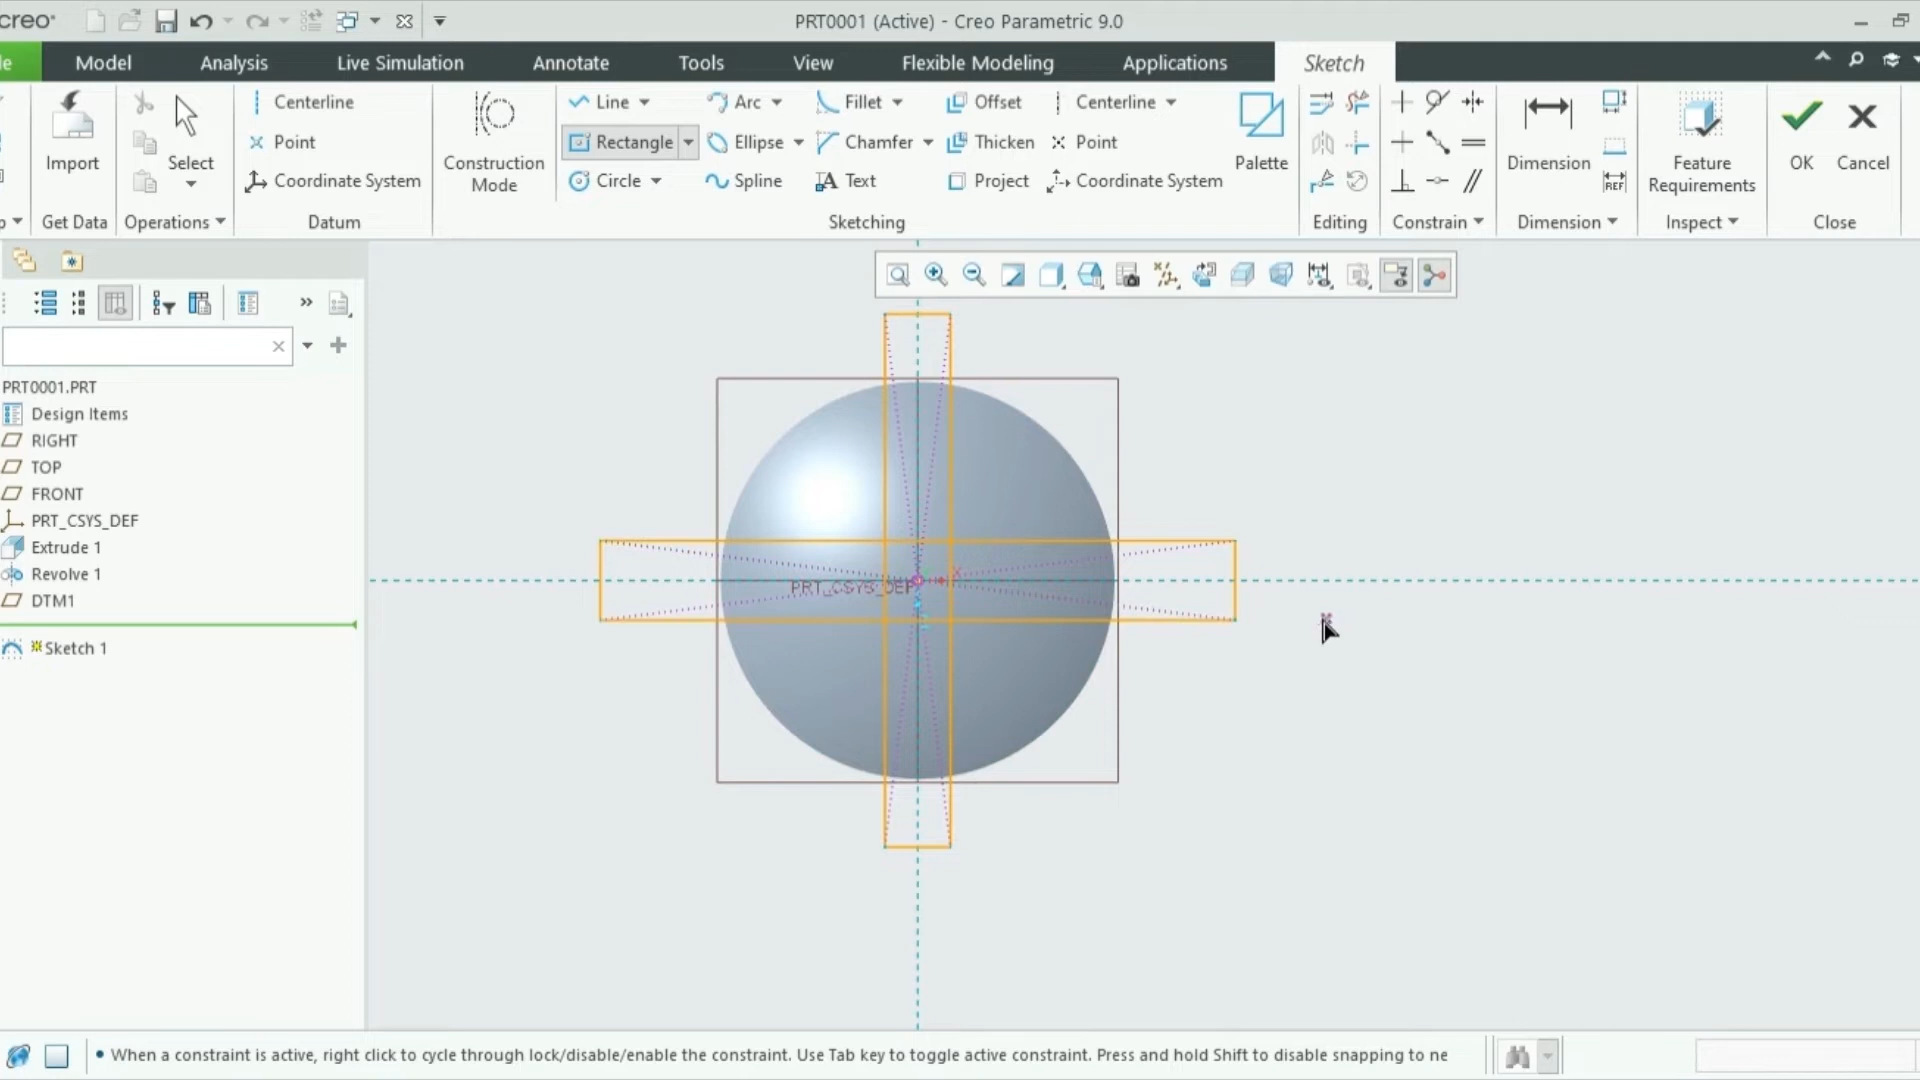 creo
PRT0001 (Active) - Creo Parametric 9.0
Model Analysis Live Simulation Annotate Tools View Flexible Modeling Applications Sketch
Centerline Line Arc Fillet Offset Centerline
Point Rectangle Ellipse Chamfer Thicken Point
Import Select Construction Mode Palette Dimension Feature Requirements OK Cancel
Coordinate System Circle Spline Text Project Coordinate System REF
Get Data Operations Datum Sketching Editing Constrain Dimension Inspect Close
PRT0001.PRT
Design Items
RIGHT
TOP
FRONT
PRT_CSYS_DEF
Extrude 1
Revolve 1
DTM1
Sketch 1
PRT_CSYS_DEF
X
• When a constraint is active, right click to cycle through lock/disable/enable the constraint. Use Tab key to toggle active constraint. Press and hold Shift to disable snapping to ne